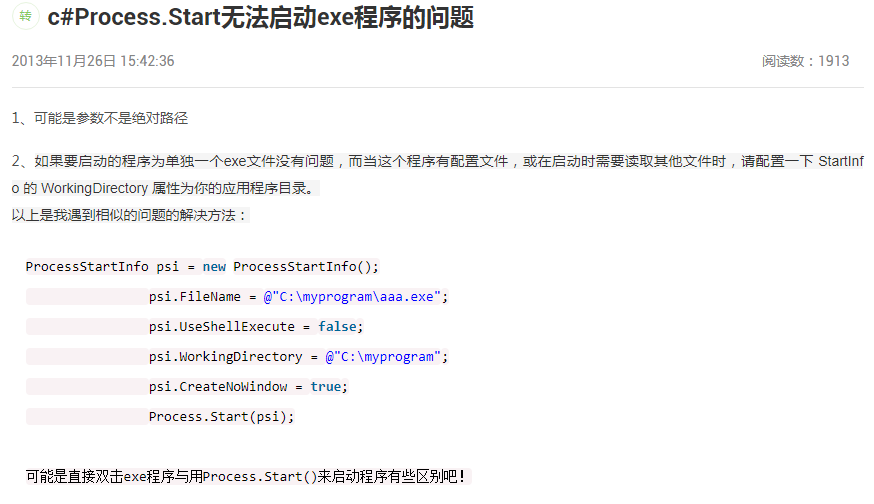 转 c#Process.Start无法启动exe程序的问题
2013年11月26日 15:42:36 阅读数：1913
1、可能是参数不是绝对路径
2、如果要启动的程序为单独一个exe文件没有问题，而当这个程序有配置文件，或在启动时需要读取其他文件时，请配置一下 StartInf
o 的 WorkingDirectory 属性为你的应用程序目录。
以上是我遇到相似的问题的解决方法：
ProcessStartInfo psi = new ProcessStartInfo();
psi.FileName = @"C:\myprogram\aaa.exe";
psi.UseShellExecute = false;
psi.WorkingDirectory = @"C:\myprogram";
psi.CreateNoWindow = true;
Process.Start(psi);
可能是直接双击exe程序与用Process.Start()来启动程序有些区别吧！